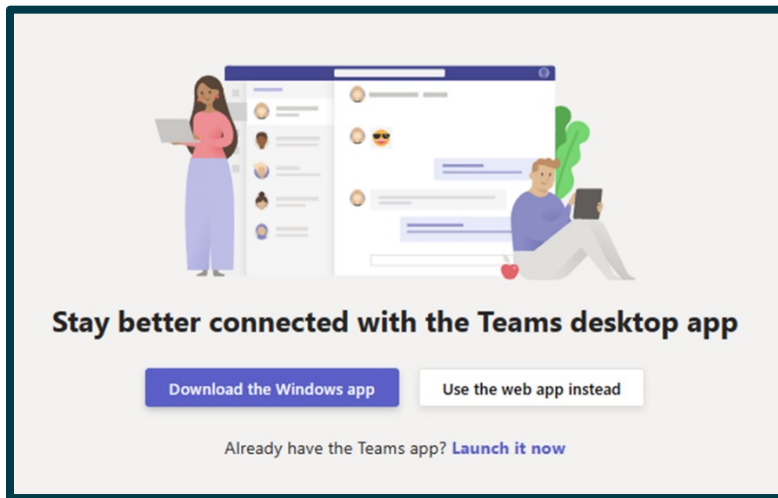 Stay better connected with the Teams desktop app
Download the Windows app
Use the web app instead
Already have the Teams app? Launch it now